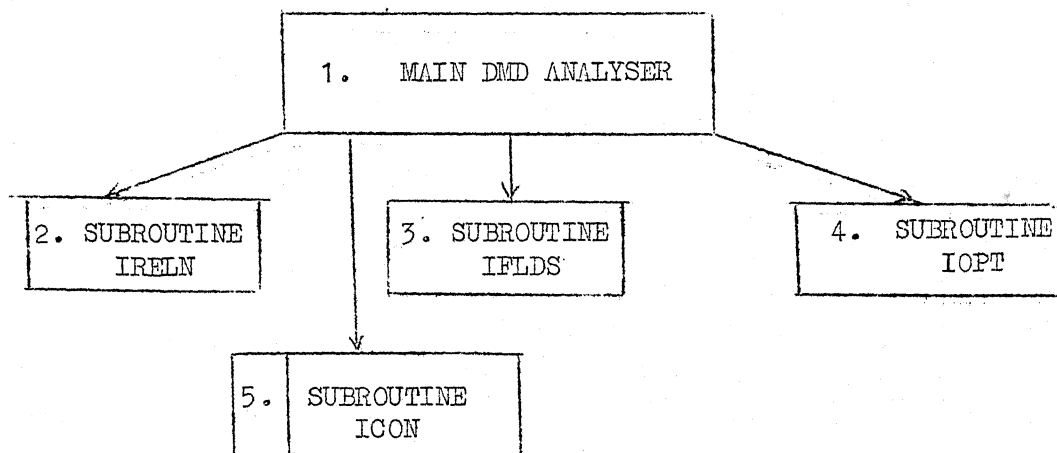 1. MAIN DMD ANALYSER
2. SUBROUTINE
IRELN
3. SUBROUTINE
IFLDS
4. SUBROUTINE
IOPT
5. SUBROUTINE
ICON